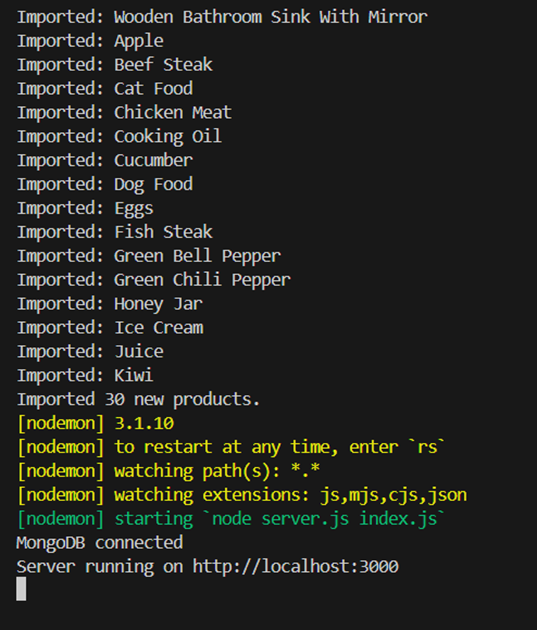 Imported: Wooden Bathroom Sink With Mirror
Imported: Apple
Imported: Beef Steak
Imported: Cat Food
Imported: Chicken Meat
Imported: Cooking Oil
Imported: Cucumber
Imported: Dog Food
Imported: Eggs
Imported: Fish Steak
Imported: Green Bell Pepper
Imported: Green Chili Pepper
Imported: Honey Jar
Imported: Ice Cream
Imported: Juice
Imported: Kiwi
Imported 30 new products.
[nodemon] 3.1.10
[nodemon] to restart at any time, enter `rs`
[nodemon] watching path(s): *.*
[nodemon] watching extensions: js,mjs,cjs,json
[nodemon] starting `node server.js index.js`
MongoDB connected
Server running on http://localhost:3000